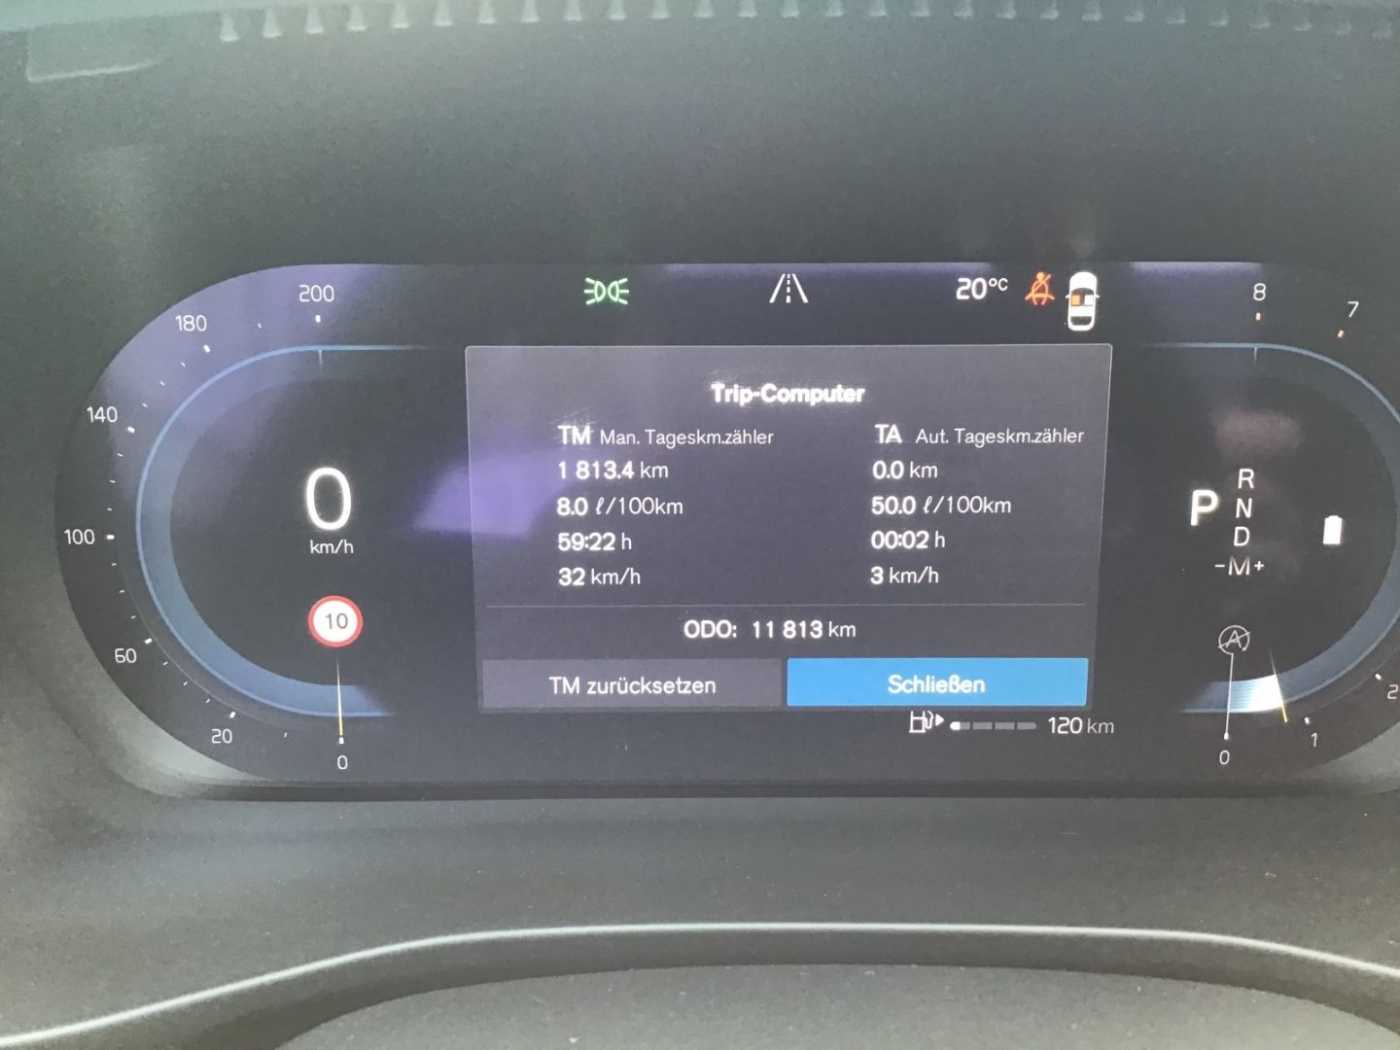 200
180
140
100
60
20
0
0
km/h
10
20°C
8
7
Trip-Computer
TM Man. Tageskm.zähler
1 813.4 km
8.0 ℓ/100km
59:22 h
32 km/h
TA Aut. Tageskm.zähler
0.0 km
50.0 ℓ/100km
00:02 h
3 km/h
ODO: 11 813 km
TM zurücksetzen
Schließen
120 km
P
R
N
D
-M+
A
2
1
0